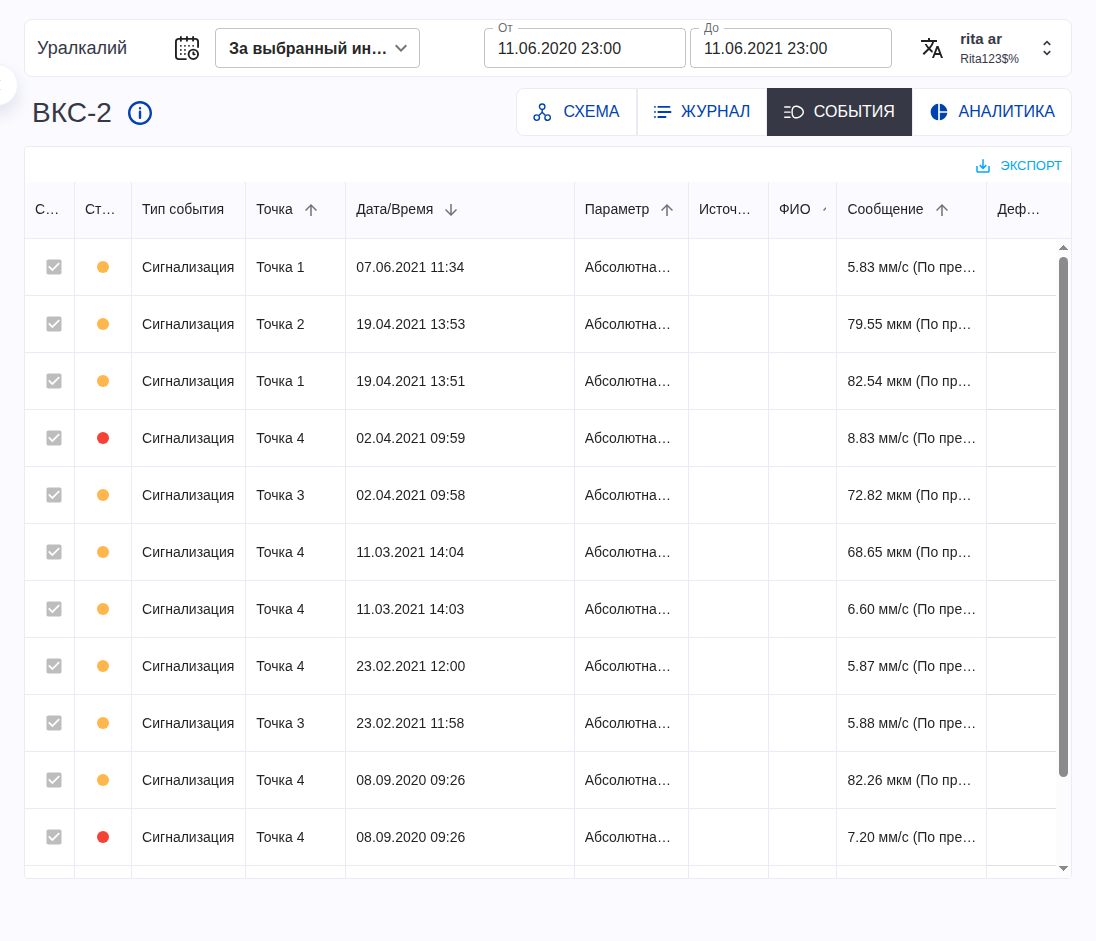 Уралкалий
За выбранный ин…
От
11.06.2020 23:00
До
11.06.2021 23:00
rita ar
Rita123$%
ВКС-2
СХЕМА
ЖУРНАЛ
СОБЫТИЯ
АНАЛИТИКА
ЭКСПОРТ
С… Ст… Тип события Точка Дата/Время Параметр Источ… ФИО Сообщение Деф…
Сигнализация Точка 1 07.06.2021 11:34 Абсолютна… 5.83 мм/с (По пре…
Сигнализация Точка 2 19.04.2021 13:53 Абсолютна… 79.55 мкм (По пр…
Сигнализация Точка 1 19.04.2021 13:51 Абсолютна… 82.54 мкм (По пр…
Сигнализация Точка 4 02.04.2021 09:59 Абсолютна… 8.83 мм/с (По пре…
Сигнализация Точка 3 02.04.2021 09:58 Абсолютна… 72.82 мкм (По пр…
Сигнализация Точка 4 11.03.2021 14:04 Абсолютна… 68.65 мкм (По пр…
Сигнализация Точка 4 11.03.2021 14:03 Абсолютна… 6.60 мм/с (По пре…
Сигнализация Точка 4 23.02.2021 12:00 Абсолютна… 5.87 мм/с (По пре…
Сигнализация Точка 3 23.02.2021 11:58 Абсолютна… 5.88 мм/с (По пре…
Сигнализация Точка 4 08.09.2020 09:26 Абсолютна… 82.26 мкм (По пр…
Сигнализация Точка 4 08.09.2020 09:26 Абсолютна… 7.20 мм/с (По пре…